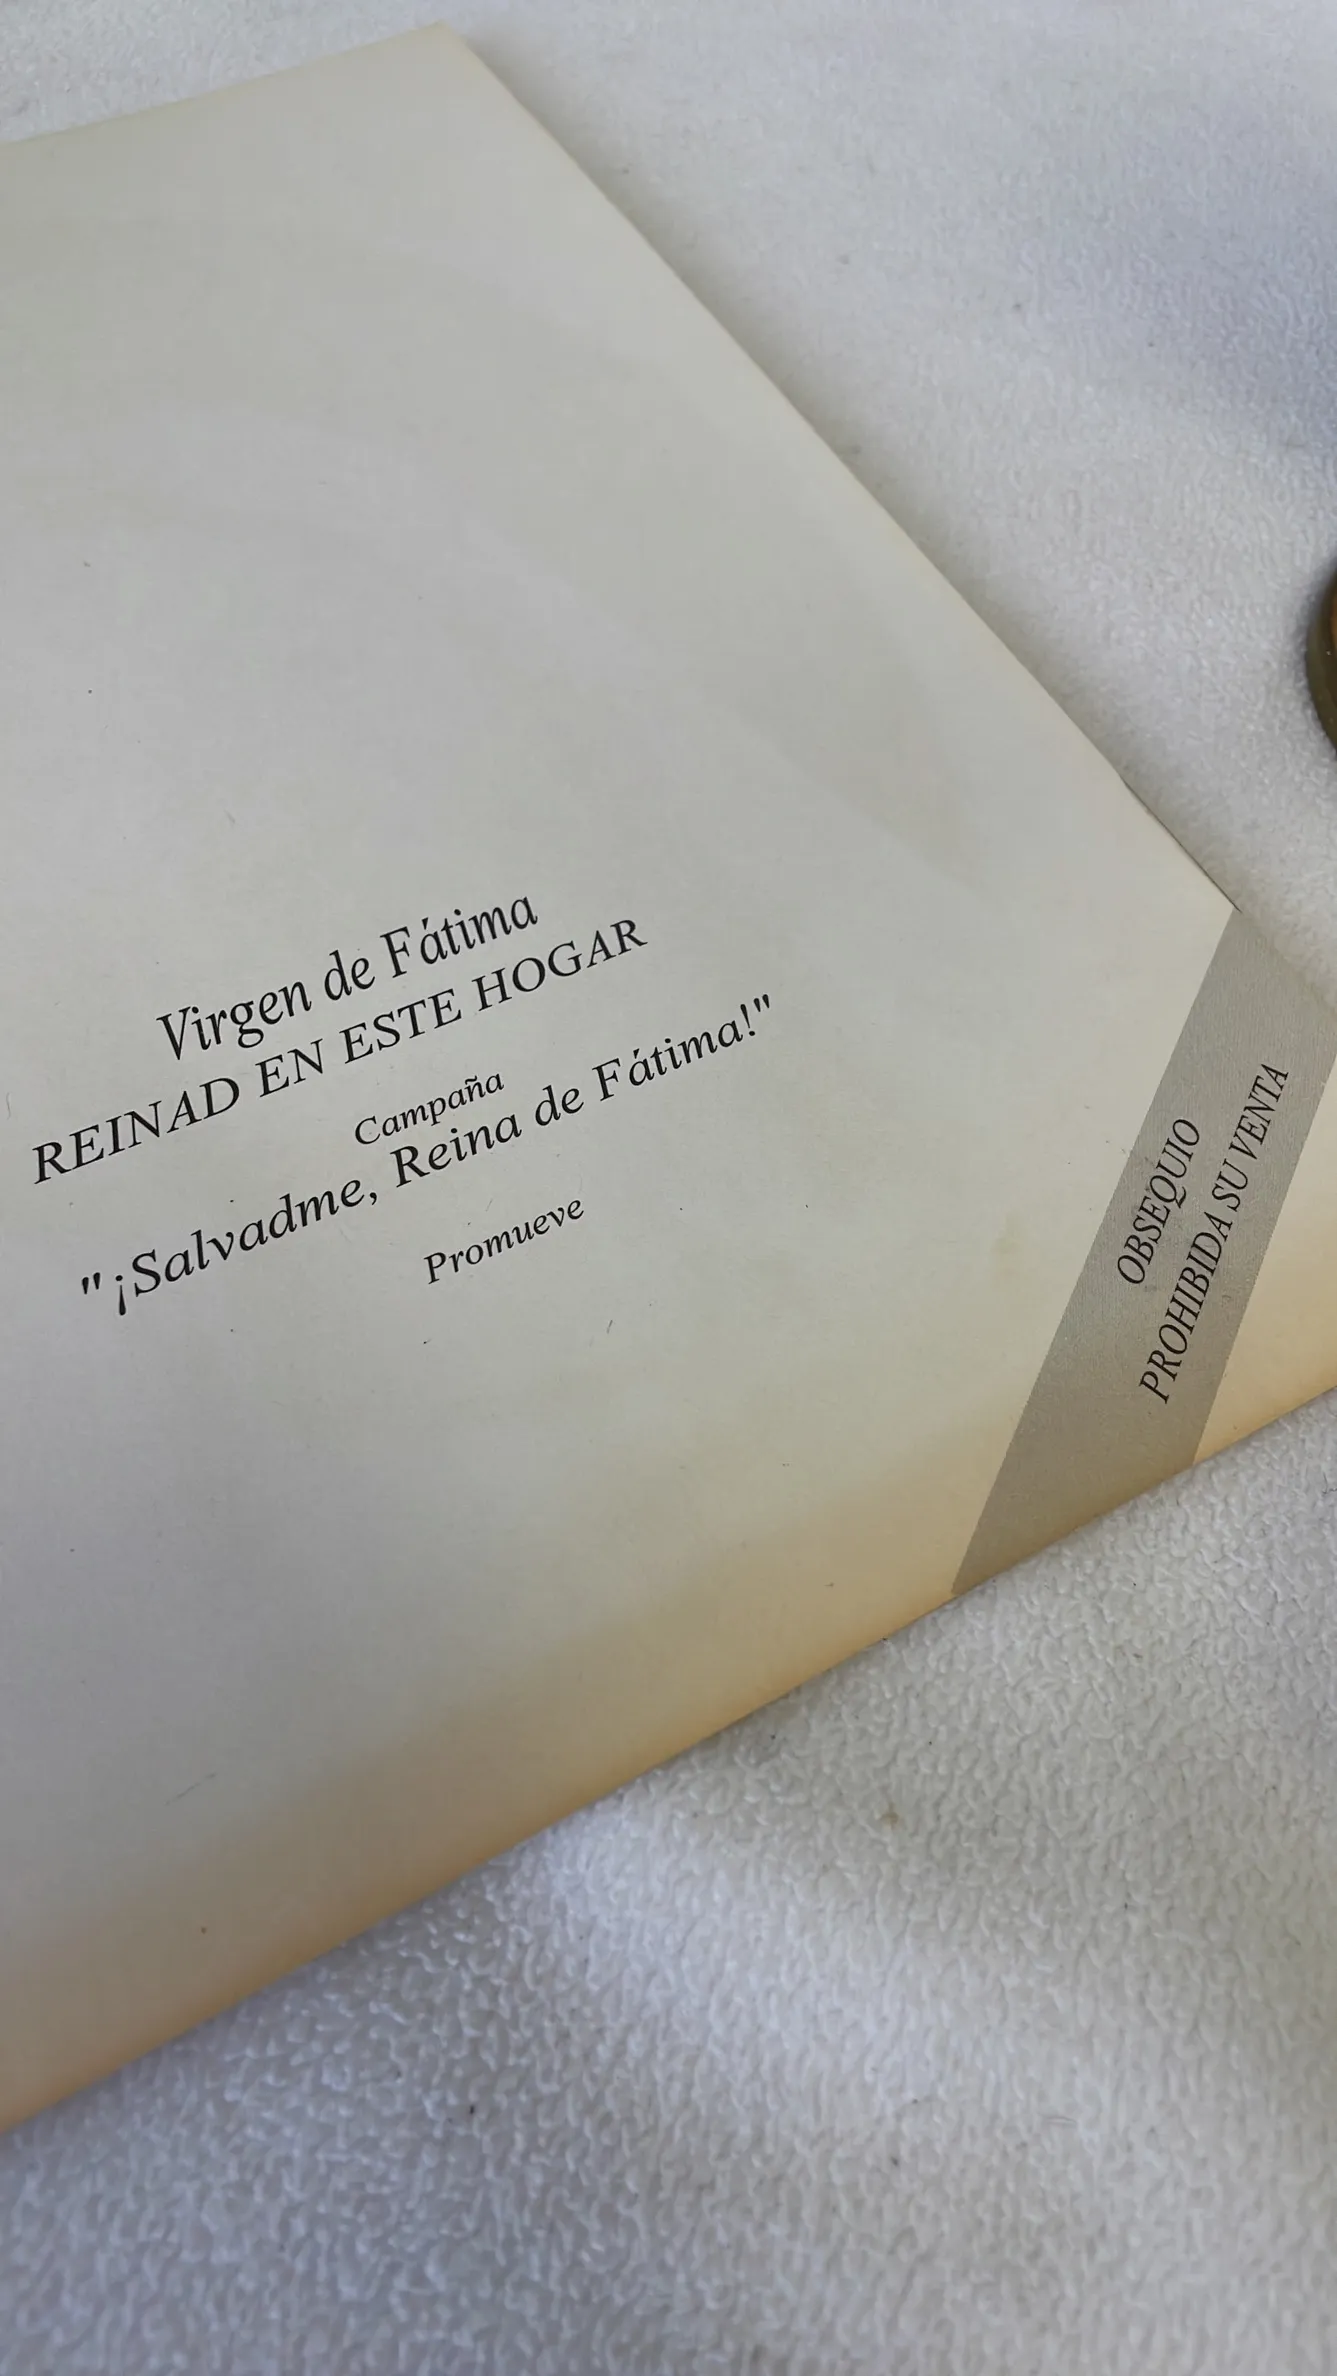 Virgen de Fátima
REINAD EN ESTE HOGAR
Campaña
"¡Salvadme, Reina de Fátima!"
Promueve
OBSEQUIO
PROHIBIDA SU VENTA